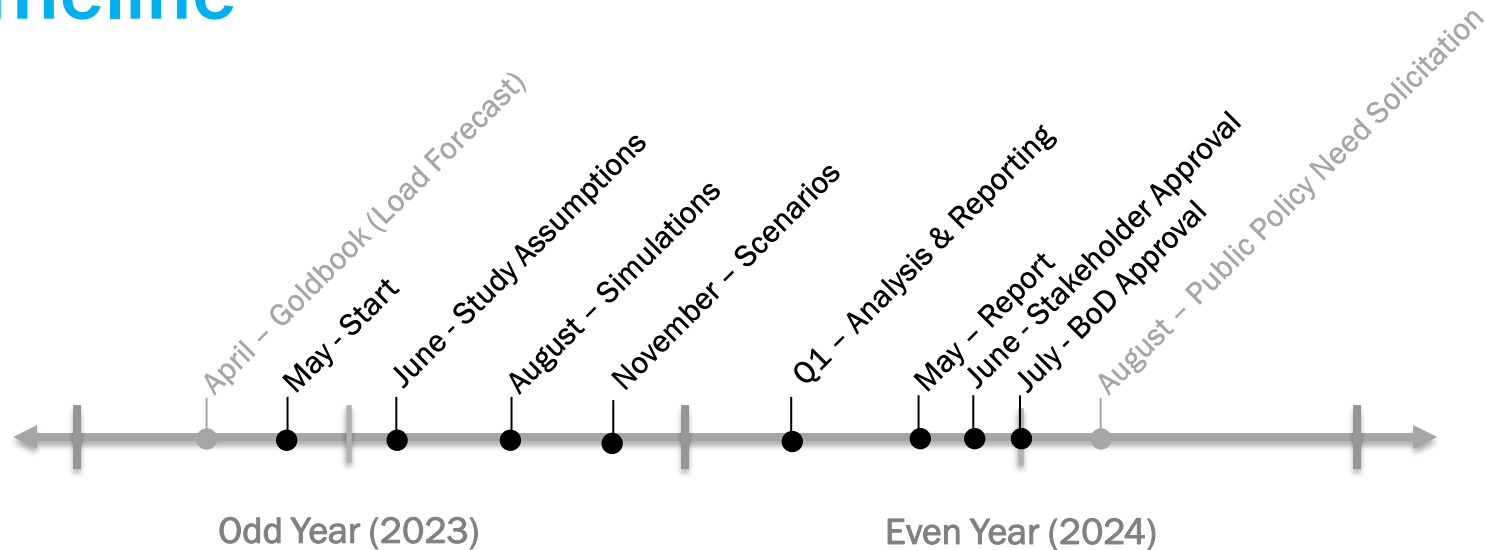 meline
April – Goldbook (Load Forecast)
May - Start
June - Study Assumptions
August – Simulations
November – Scenarios
Q1 – Analysis & Reporting
May – Report
June - Stakeholder Approval
July - BoD Approval
August – Public Policy Need Solicitation
Odd Year (2023)
Even Year (2024)